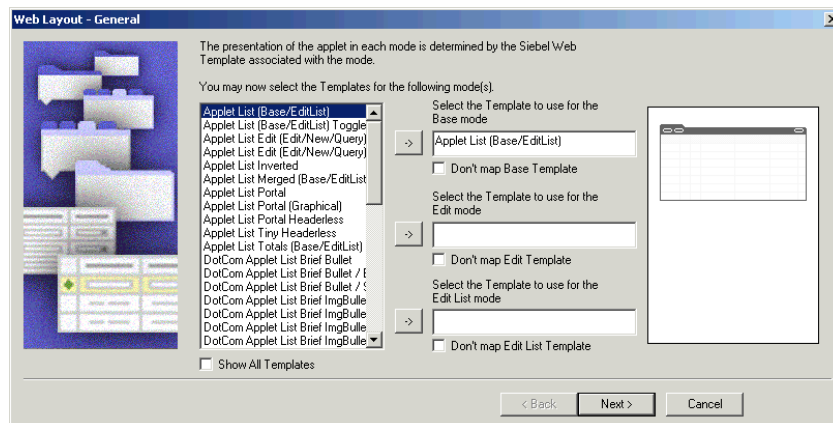 Web Layout - General
The presentation of the applet in each mode is determined by the Siebel Web
Template associated with the mode.
You may now select the Templates for the following mode(s).
Applet List (Base/EditList)
Applet List (Base/EditList) Toggle
Applet List Edit (Edit/New/Query)
Applet List Edit (Edit/New/Query)
Applet List Inverted
Applet List Merged (Base/EditList
Applet List Portal
Applet List Portal (Graphical)
Applet List Portal Headerless
Applet List Tiny Headerless
Applet List Totals (Base/EditList)
DotCom Applet List Brief Bullet
DotCom Applet List Brief Bullet /
DotCom Applet List Brief Bullet /
DotCom Applet List Brief ImgBulle
DotCom Applet List Brief ImgBulle
DotCom Applet List Brief ImgBulle
DotCom Applet List Brief ImgBulle
Show All Templates
Select the Template to use for the
Base mode
->
Applet List (Base/EditList)
Don't map Base Template
Select the Template to use for the
Edit mode
->
Don't map Edit Template
Select the Template to use for the
Edit List mode
->
Don't map Edit List Template
< Back
Next >
Cancel